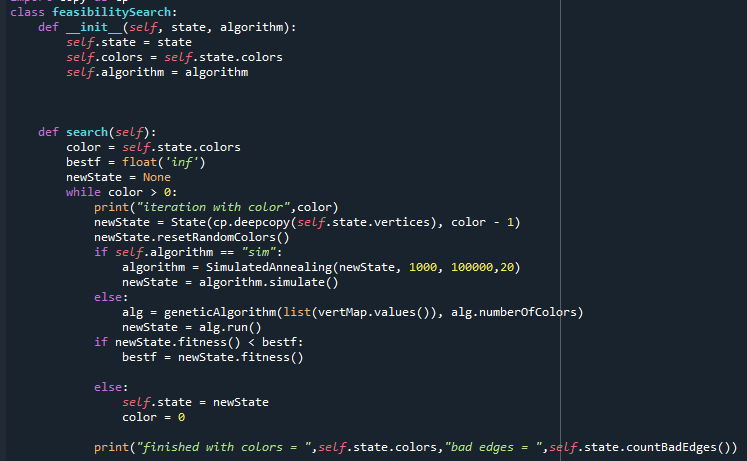 import copy as cp
class feasibilitySearch:
    def __init__(self, state, algorithm):
        self.state = state
        self.colors = self.state.colors
        self.algorithm = algorithm
    def search(self):
        color = self.state.colors
        bestf = float('inf')
        newState = None
        while color > 0:
            print("iteration with color",color)
            newState = State(cp.deepcopy(self.state.vertices), color - 1)
            newState.resetRandomColors()
            if self.algorithm == "sim":
                algorithm = SimulatedAnnealing(newState, 1000, 100000,20)
                newState = algorithm.simulate()
            else:
                alg = geneticAlgorithm(list(vertMap.values()), alg.numberOfColors)
                newState = alg.run()
            if newState.fitness() < bestf:
                bestf = newState.fitness()
            else:
                self.state = newState
                color = 0
            print("finished with colors = ",self.state.colors,"bad edges = ",self.state.countBadEdges())